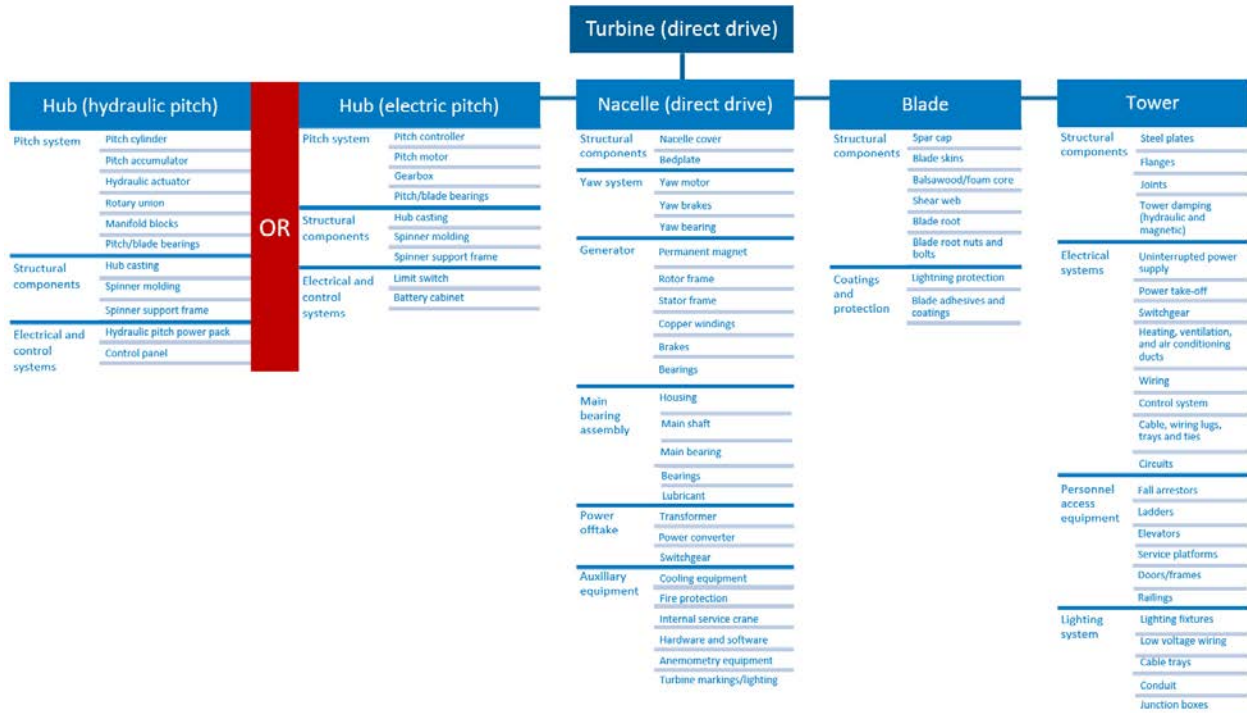 Turbine (direct drive)
Hub (hydraulic pitch)
Pitch system
Pitch cylinder
Pitch accumulator
Hydraulic actuator
Rotary union
Manifold blocks
Pitch/blade bearings
Structural
components
Hub casting
Spinner molding
Spinner support frame
Electrical and
control
systems
Hydraulic pitch power pack
Control panel
OR
Hub (electric pitch)
Pitch system
Pitch controller
Pitch motor
Gearbox
Pitch/blade bearings
Structural
components
Hub casting
Spinner molding
Spinner support frame
Electrical and
control
systems
Limit switch
Battery cabinet
Nacelle (direct drive)
Structural
components
Nacelle cover
Bedplate
Yaw system
Yaw motor
Yaw brakes
Yaw bearing
Generator
Permanent magnet
Rotor frame
Stator frame
Copper windings
Brakes
Bearings
Main
bearing
assembly
Housing
Main shaft
Main bearing
Bearings
Lubricant
Power
offtake
Transformer
Power converter
Switchgear
Auxiliary
equipment
Cooling equipment
Fire protection
Internal service crane
Hardware and software
Anemometry equipment
Turbine markings/lighting
Blade
Structural
components
Spar cap
Blade skins
Balsawood/foam core
Shear web
Blade root
Blade root nuts and
bolts
Coatings
and
protection
Lightning protection
Blade adhesives and
coatings
Tower
Structural
components
Steel plates
Flanges
Joints
Tower damping
(hydraulic and
magnetic)
Electrical
systems
Uninterrupted power
supply
Power take-off
Switchgear
Heating, ventilation,
and air conditioning
ducts
Wiring
Control system
Cable, wiring lugs,
trays and ties
Circuits
Personnel
access
equipment
Fall arrestors
Ladders
Elevators
Service platforms
Doors/frames
Railings
Lighting
system
Lighting fixtures
Low voltage wiring
Cable trays
Conduit
Junction boxes